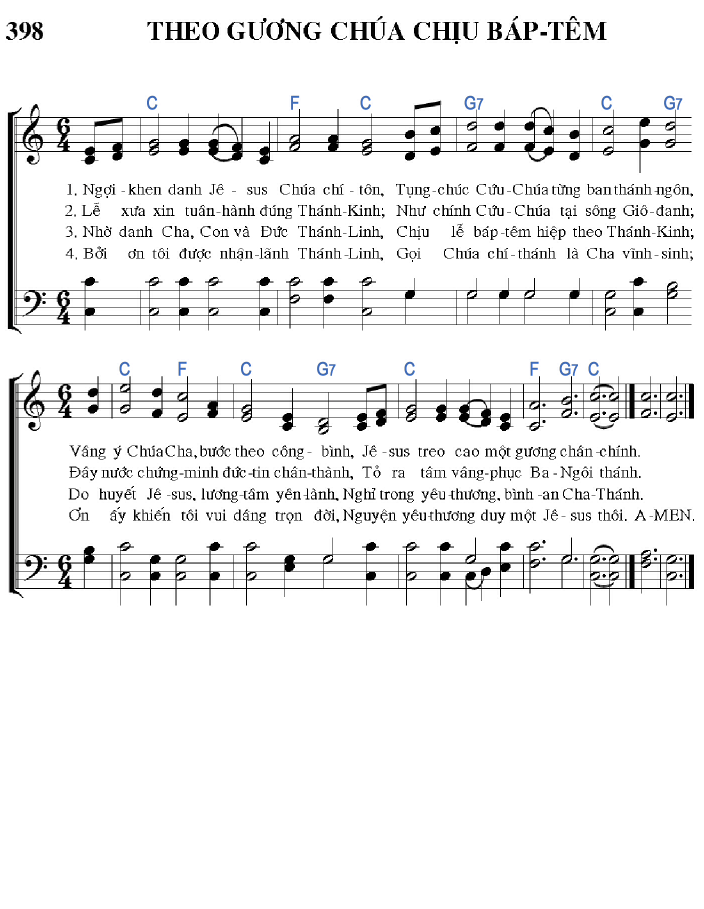 398 THEO GƯƠNG CHÚA CHỊU BÁP-TÊM
C F C G7 C G7
1. Ngợi - khen danh Jê - sus Chúa chí - tôn, Tụng-chúc Cứu-Chúa từng ban thánh-ngôn,
2. Lễ xưa xin tuân-hành đúng Thánh-Kinh; Như chính Cứu-Chúa tại sông Giô-đanh;
3. Nhờ danh Cha, Con và Đức Thánh-Linh, Chịu lễ báp-têm hiệp theo Thánh-Kinh;
4. Bởi ơn tôi được nhận-lãnh Thánh-Linh, Gọi Chúa chí-thánh là Cha vĩnh-sinh;
C F C G7 C F G7 C
Vâng ý Chúa Cha, bước theo công - bình, Jê - sus treo cao một gương chân-chính.
Đây nước chứng-minh đức-tin chân-thành, Tỏ ra tâm vâng-phục Ba - Ngôi thánh.
Do huyết Jê - sus, lương-tâm yên-lành, Nghỉ trong yêu-thương, bình-an Cha-Thánh.
Ơn ấy khiến tôi vui dâng trọn đời, Nguyện yêu-thương duy một Jê - sus thôi. A-MEN.